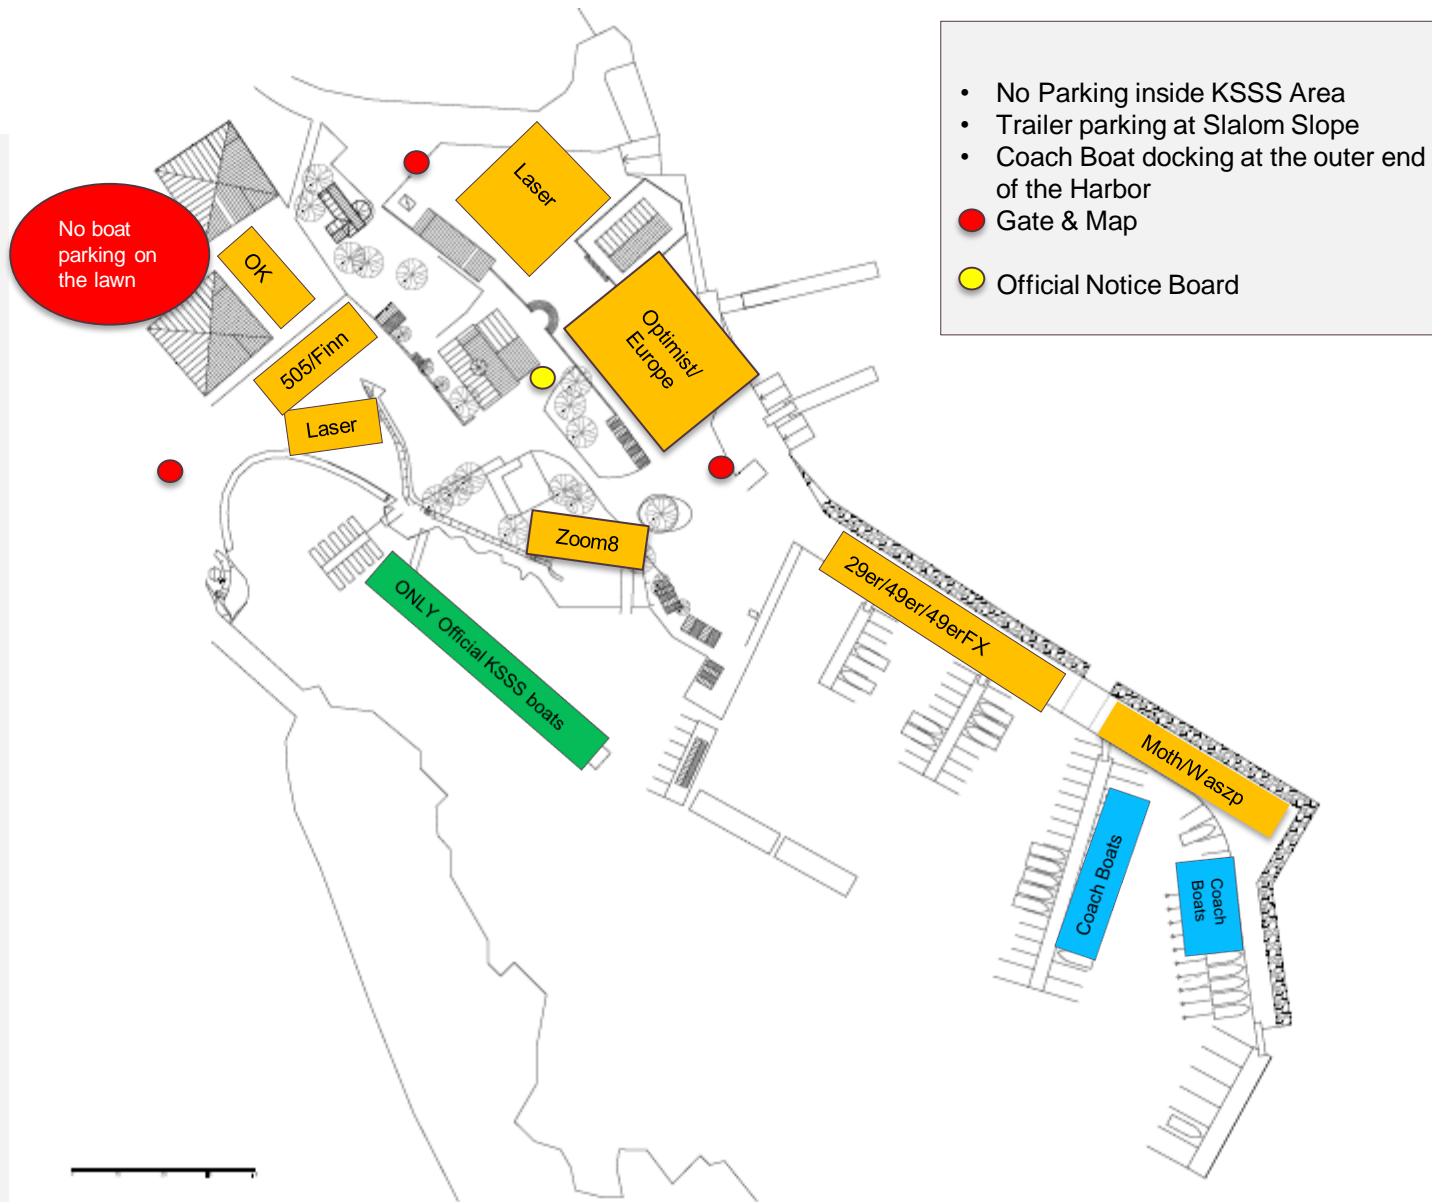 • No Parking inside KSSS Area
• Trailer parking at Slalom Slope
• Coach Boat docking at the outer end
of the Harbor
Gate & Map
Official Notice Board
No boat
parking on
the lawn
Laser
OK
Optimist/
Europe
505/Finn
Laser
Zoom8
29er/49er/49erFX
ONLY Official KSSS boats
Moth/Waszp
Coach Boats
Coach
Boats